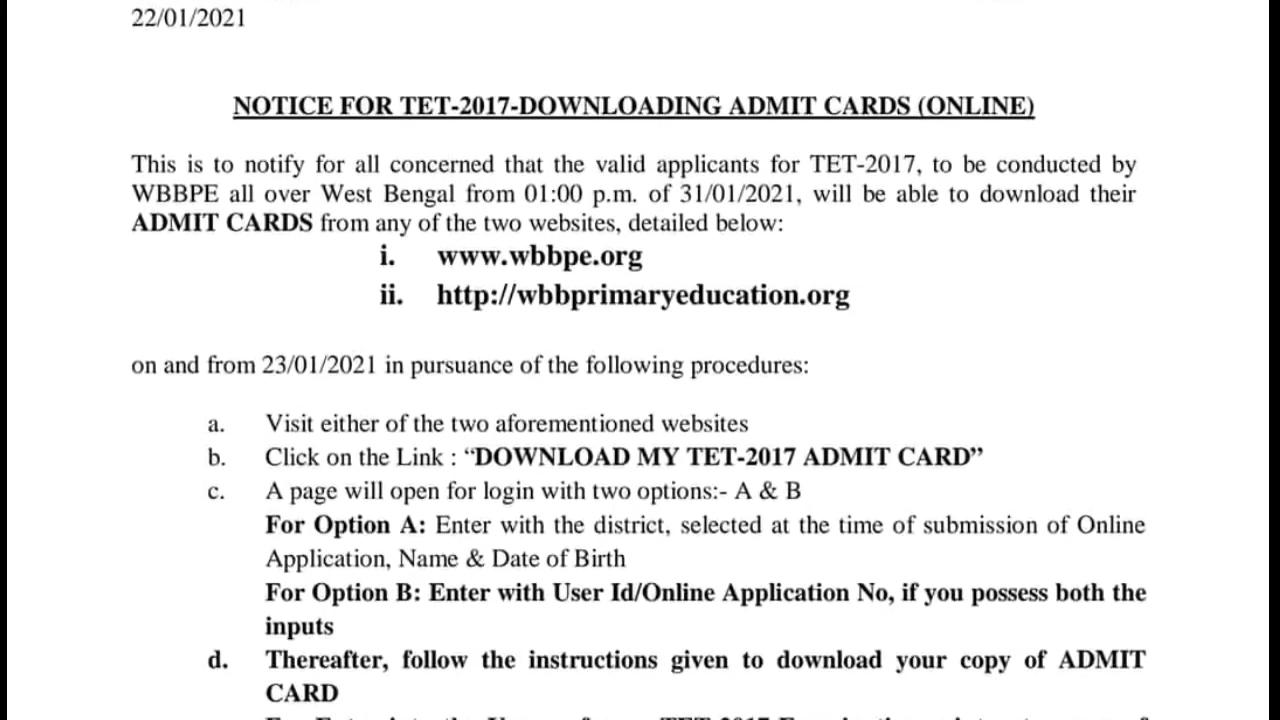 22/01/2021
NOTICE FOR TET-2017-DOWNLOADING ADMIT CARDS (ONLINE)
This is to notify for all concerned that the valid applicants for TET-2017, to be conducted by
WBBPE all over West Bengal from 01:00 p.m. of 31/01/2021, will be able to download their
ADMIT CARDS from any of the two websites, detailed below:
i. www.wbbpe.org
ii. http://wbbprimaryeducation.org
on and from 23/01/2021 in pursuance of the following procedures:
a. Visit either of the two aforementioned websites
b. Click on the Link : “DOWNLOAD MY TET-2017 ADMIT CARD”
c. A page will open for login with two options:- A & B
For Option A: Enter with the district, selected at the time of submission of Online
Application, Name & Date of Birth
For Option B: Enter with User Id/Online Application No, if you possess both the
inputs
d. Thereafter, follow the instructions given to download your copy of ADMIT
CARD